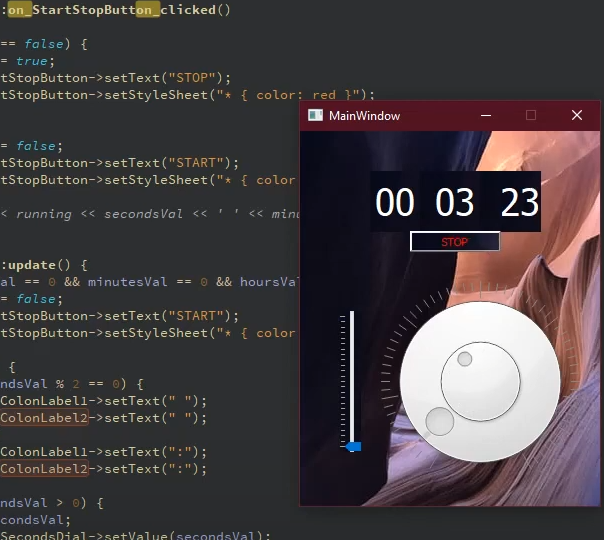 :on_StartStopButton_clicked()
== false) {
= true;
tStopButton->setText("STOP");
tStopButton->setStyleSheet("* { color: red }");
= false;
tStopButton->setText("START");
tStopButton->setStyleSheet("* { color
< running << secondsVal << ' ' << minu
:update() {
al == 0 && minutesVal == 0 && hoursVal
= false;
tStopButton->setText("START");
tStopButton->setStyleSheet("* { color
{
ndsVal % 2 == 0) {
ColonLabel1->setText(" ");
ColonLabel2->setText(" ");
ColonLabel1->setText(":");
ColonLabel2->setText(":");
ndsVal > 0) {
condsVal;
SecondsDial->setValue(secondsVal);
MainWindow
00 03 23
STOP